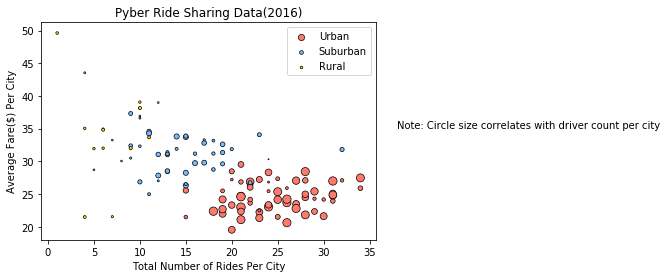 Pyber Ride Sharing Data(2016)
50
45
40
35
30
25
20
Average Fare($) Per City
Urban
Suburban
Rural
Note: Circle size correlates with driver count per city
0 5 10 15 20 25 30 35
Total Number of Rides Per City